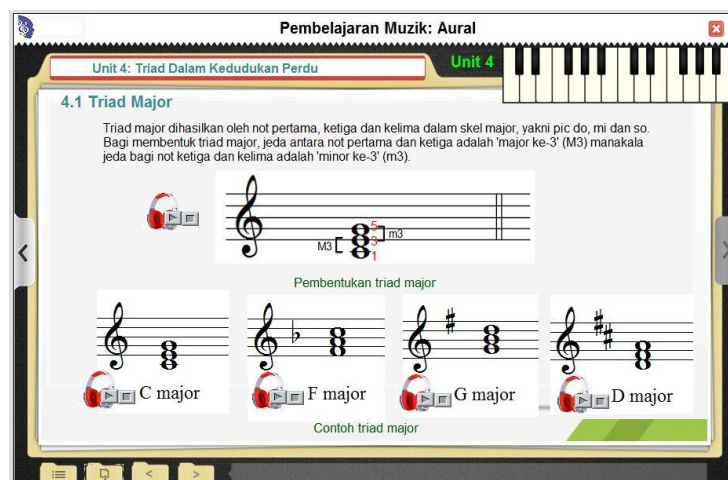 Pembelajaran Muzik: Aural
Unit 4: Triad Dalam Kedudukan Perdu
Unit 4
4.1 Triad Major
Triad major dihasilkan oleh not pertama, ketiga dan kelima dalam skel major, yakni pic do, mi dan so.
Bagi membentuk triad major, jeda antara not pertama dan ketiga adalah 'major ke-3' (M3) manakala
jeda bagi not ketiga dan kelima adalah 'minor ke-3' (m3).
5
m3
M3
3
1
Pembentukan triad major
C major
F major
G major
D major
Contoh triad major